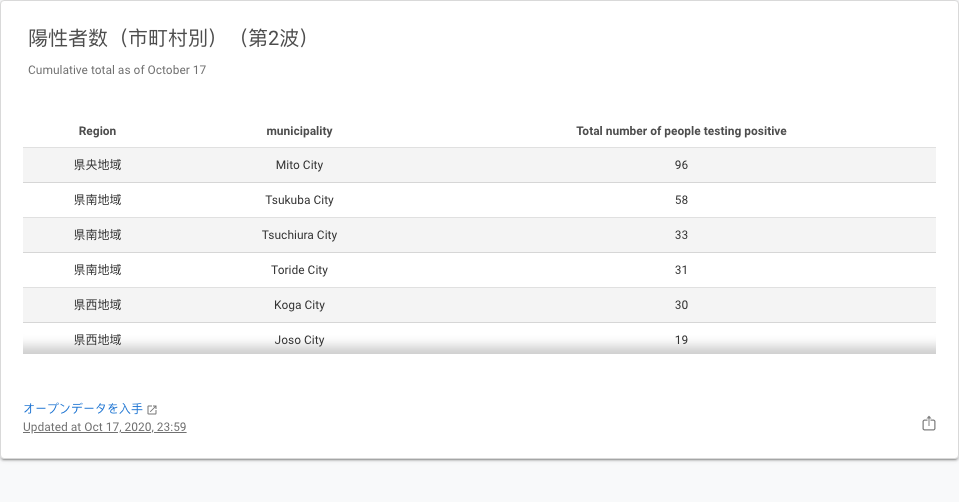 陽性者数（市町村別）（第2波）
Cumulative total as of October 17
Region municipality Total number of people testing positive
県央地域 Mito City 96
県南地域 Tsukuba City 58
県南地域 Tsuchiura City 33
県南地域 Toride City 31
県西地域 Koga City 30
県西地域 Joso City 19
オープンデータを入手
Updated at Oct 17, 2020, 23:59